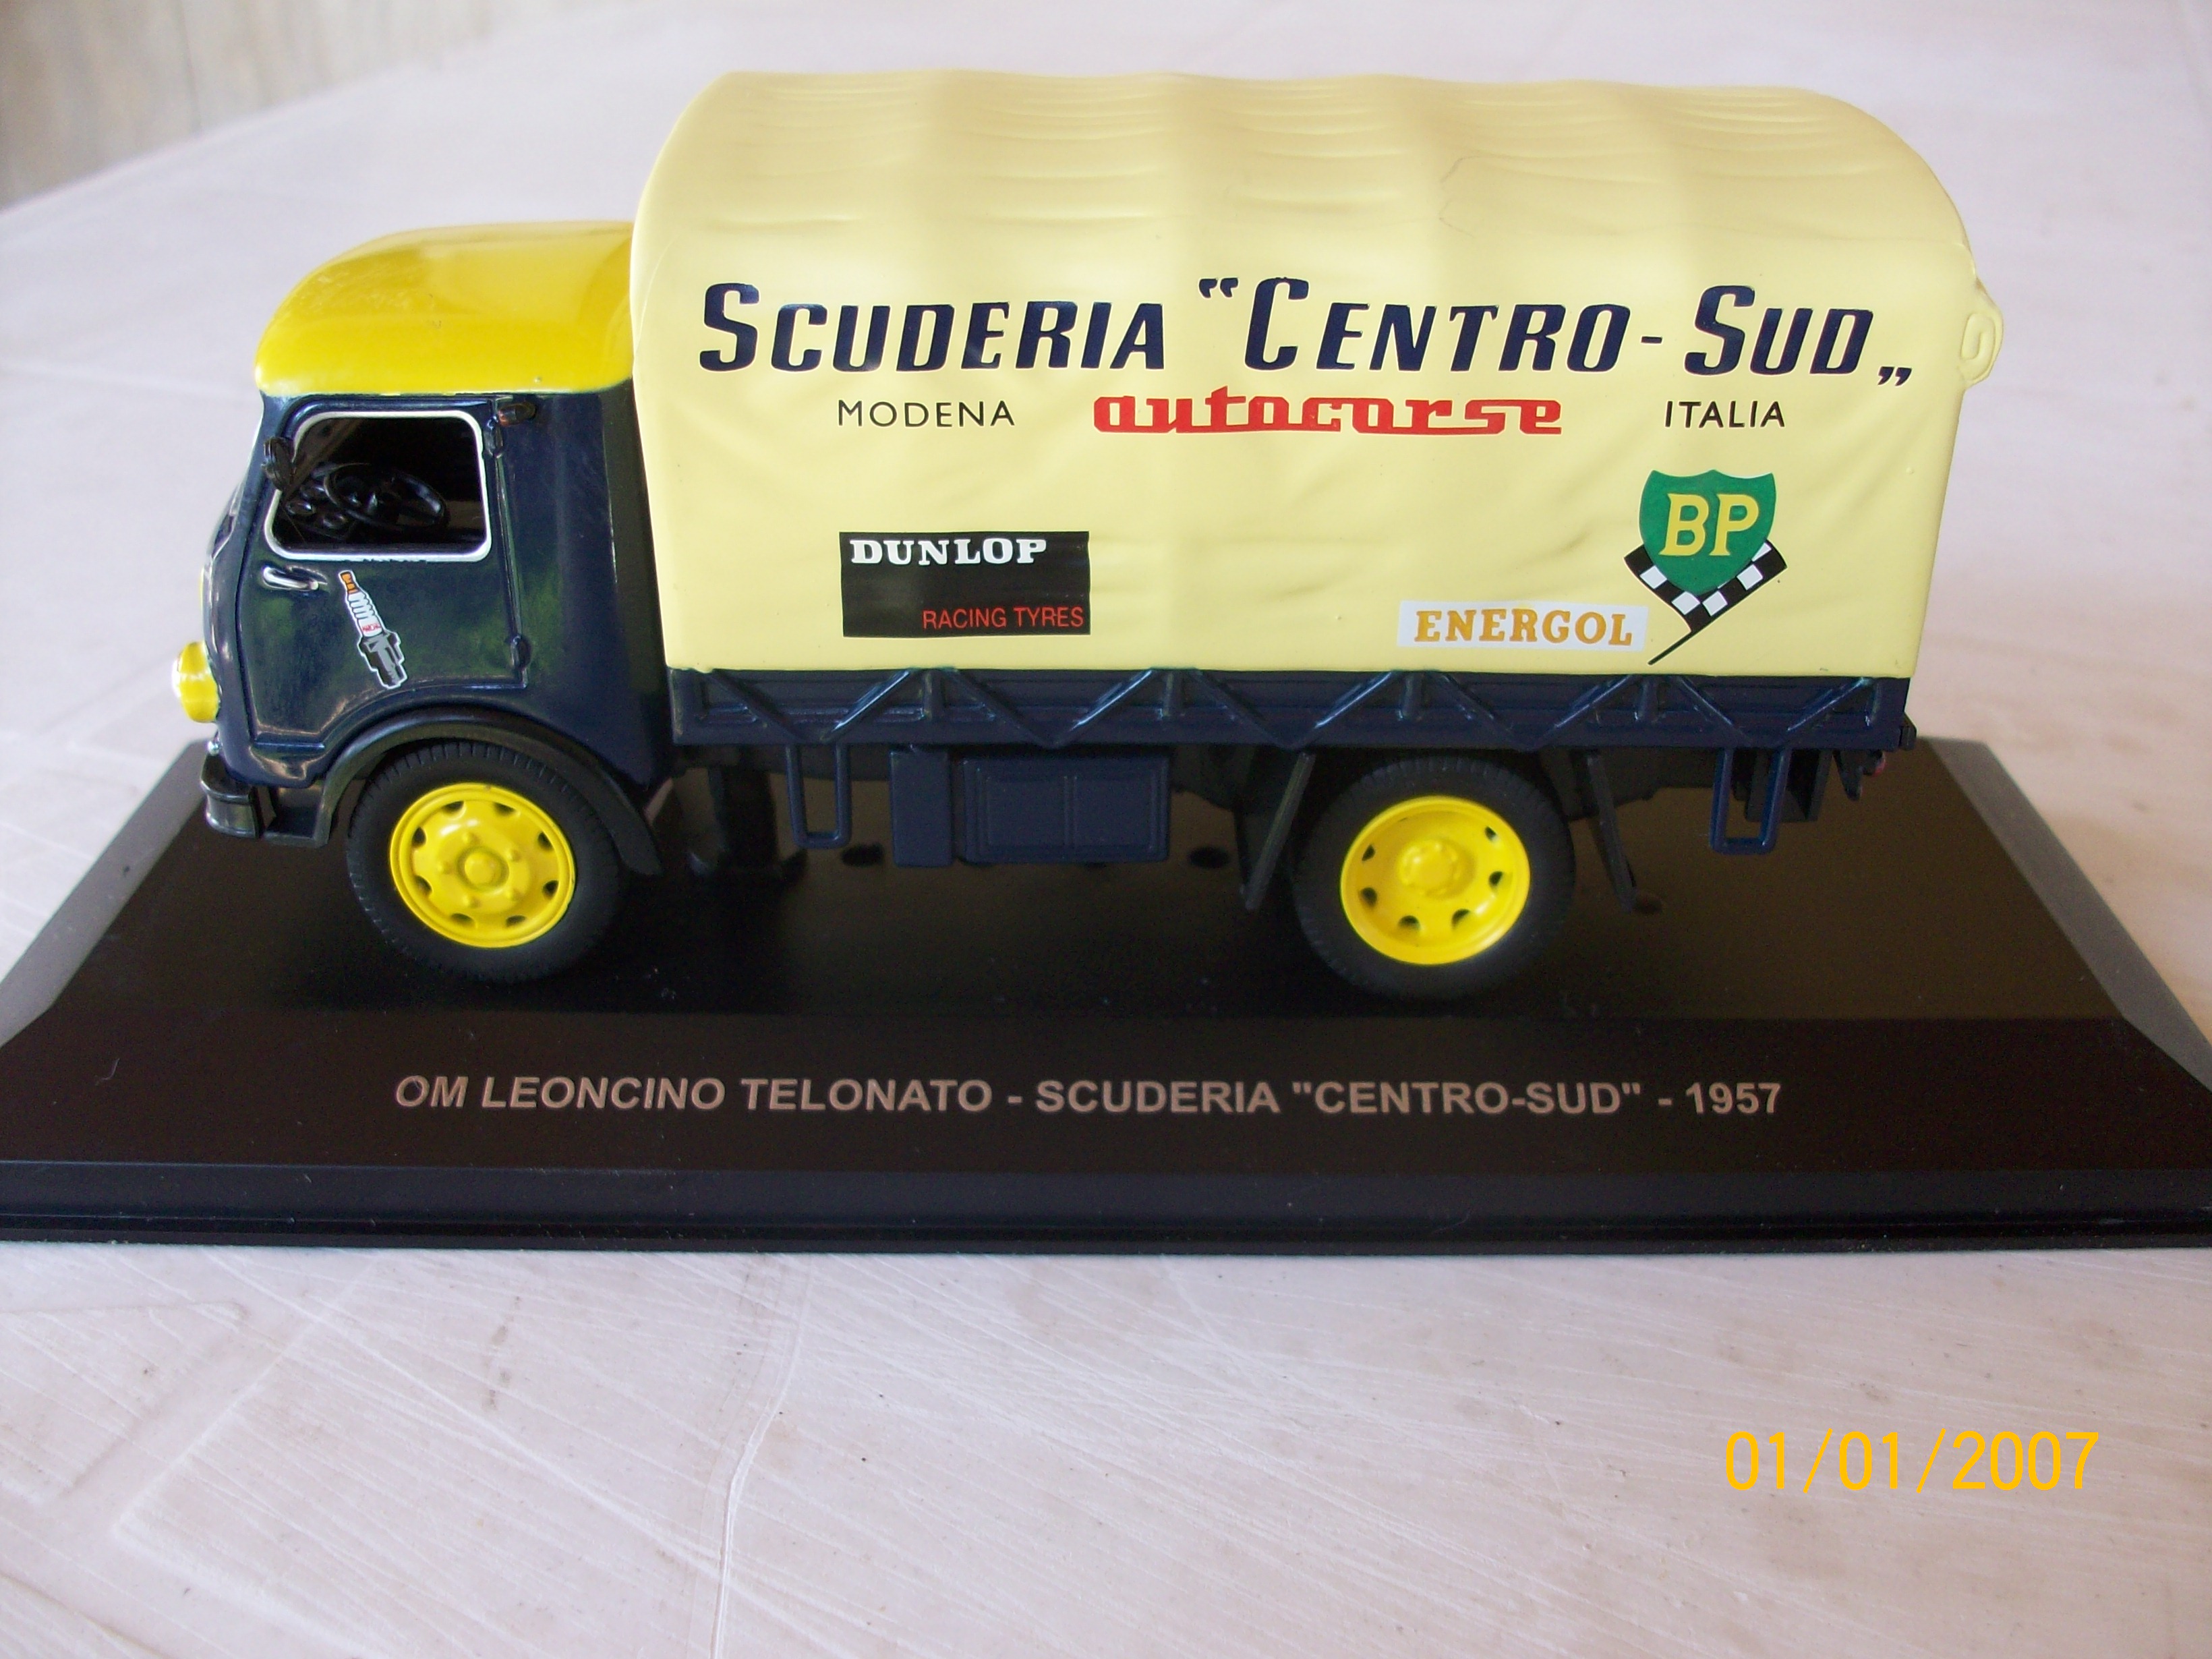 SCUDERIA “CENTRO-SUD„
MODENA autocorse ITALIA
BP
DUNLOP
RACING TYRES
ENERGOL
OM LEONCINO TELONATO - SCUDERIA "CENTRO-SUD" - 1957
01/01/2007